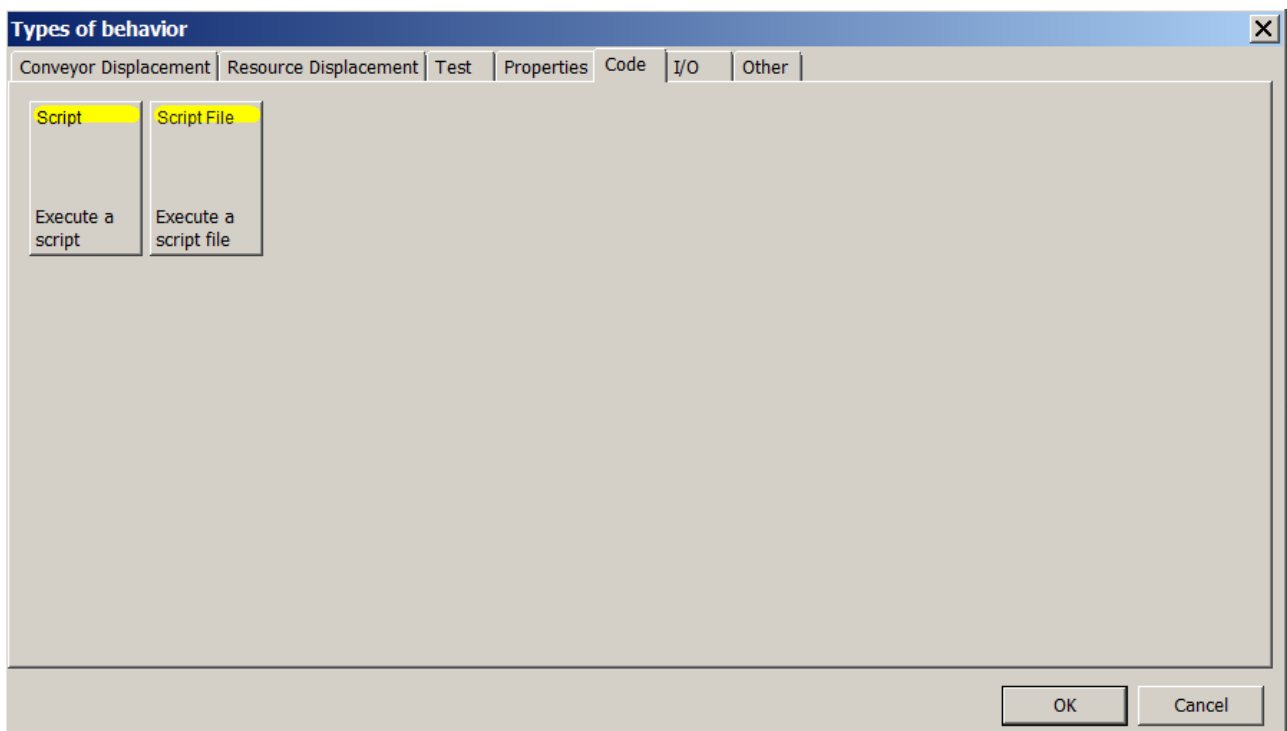 Types of behavior
Conveyor Displacement Resource Displacement Test Properties Code I/O Other
Script Script File
Execute a script
Execute a script file
OK Cancel